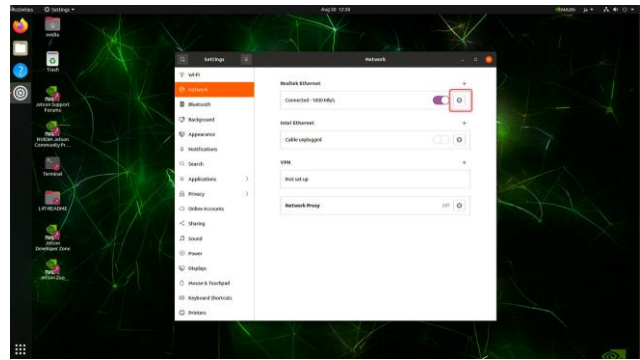 Activities
Settings
Aug 30 12:26
ja
nvidia
Trash
Jetson Support
Forums
NVIDIA Jetson
Community Pr...
Terminal
L4T-README
Jetson
Developer Zone
Jetson Zoo
Settings
Network
Wi-Fi
Network
Bluetooth
Background
Appearance
Notifications
Search
Applications
Privacy
Online Accounts
Sharing
Sound
Power
Displays
Mouse & Touchpad
Keyboard Shortcuts
Printers
Realtek Ethernet
Connected - 1000 Mb/s
Intel Ethernet
Cable unplugged
VPN
Not set up
Network Proxy
Off